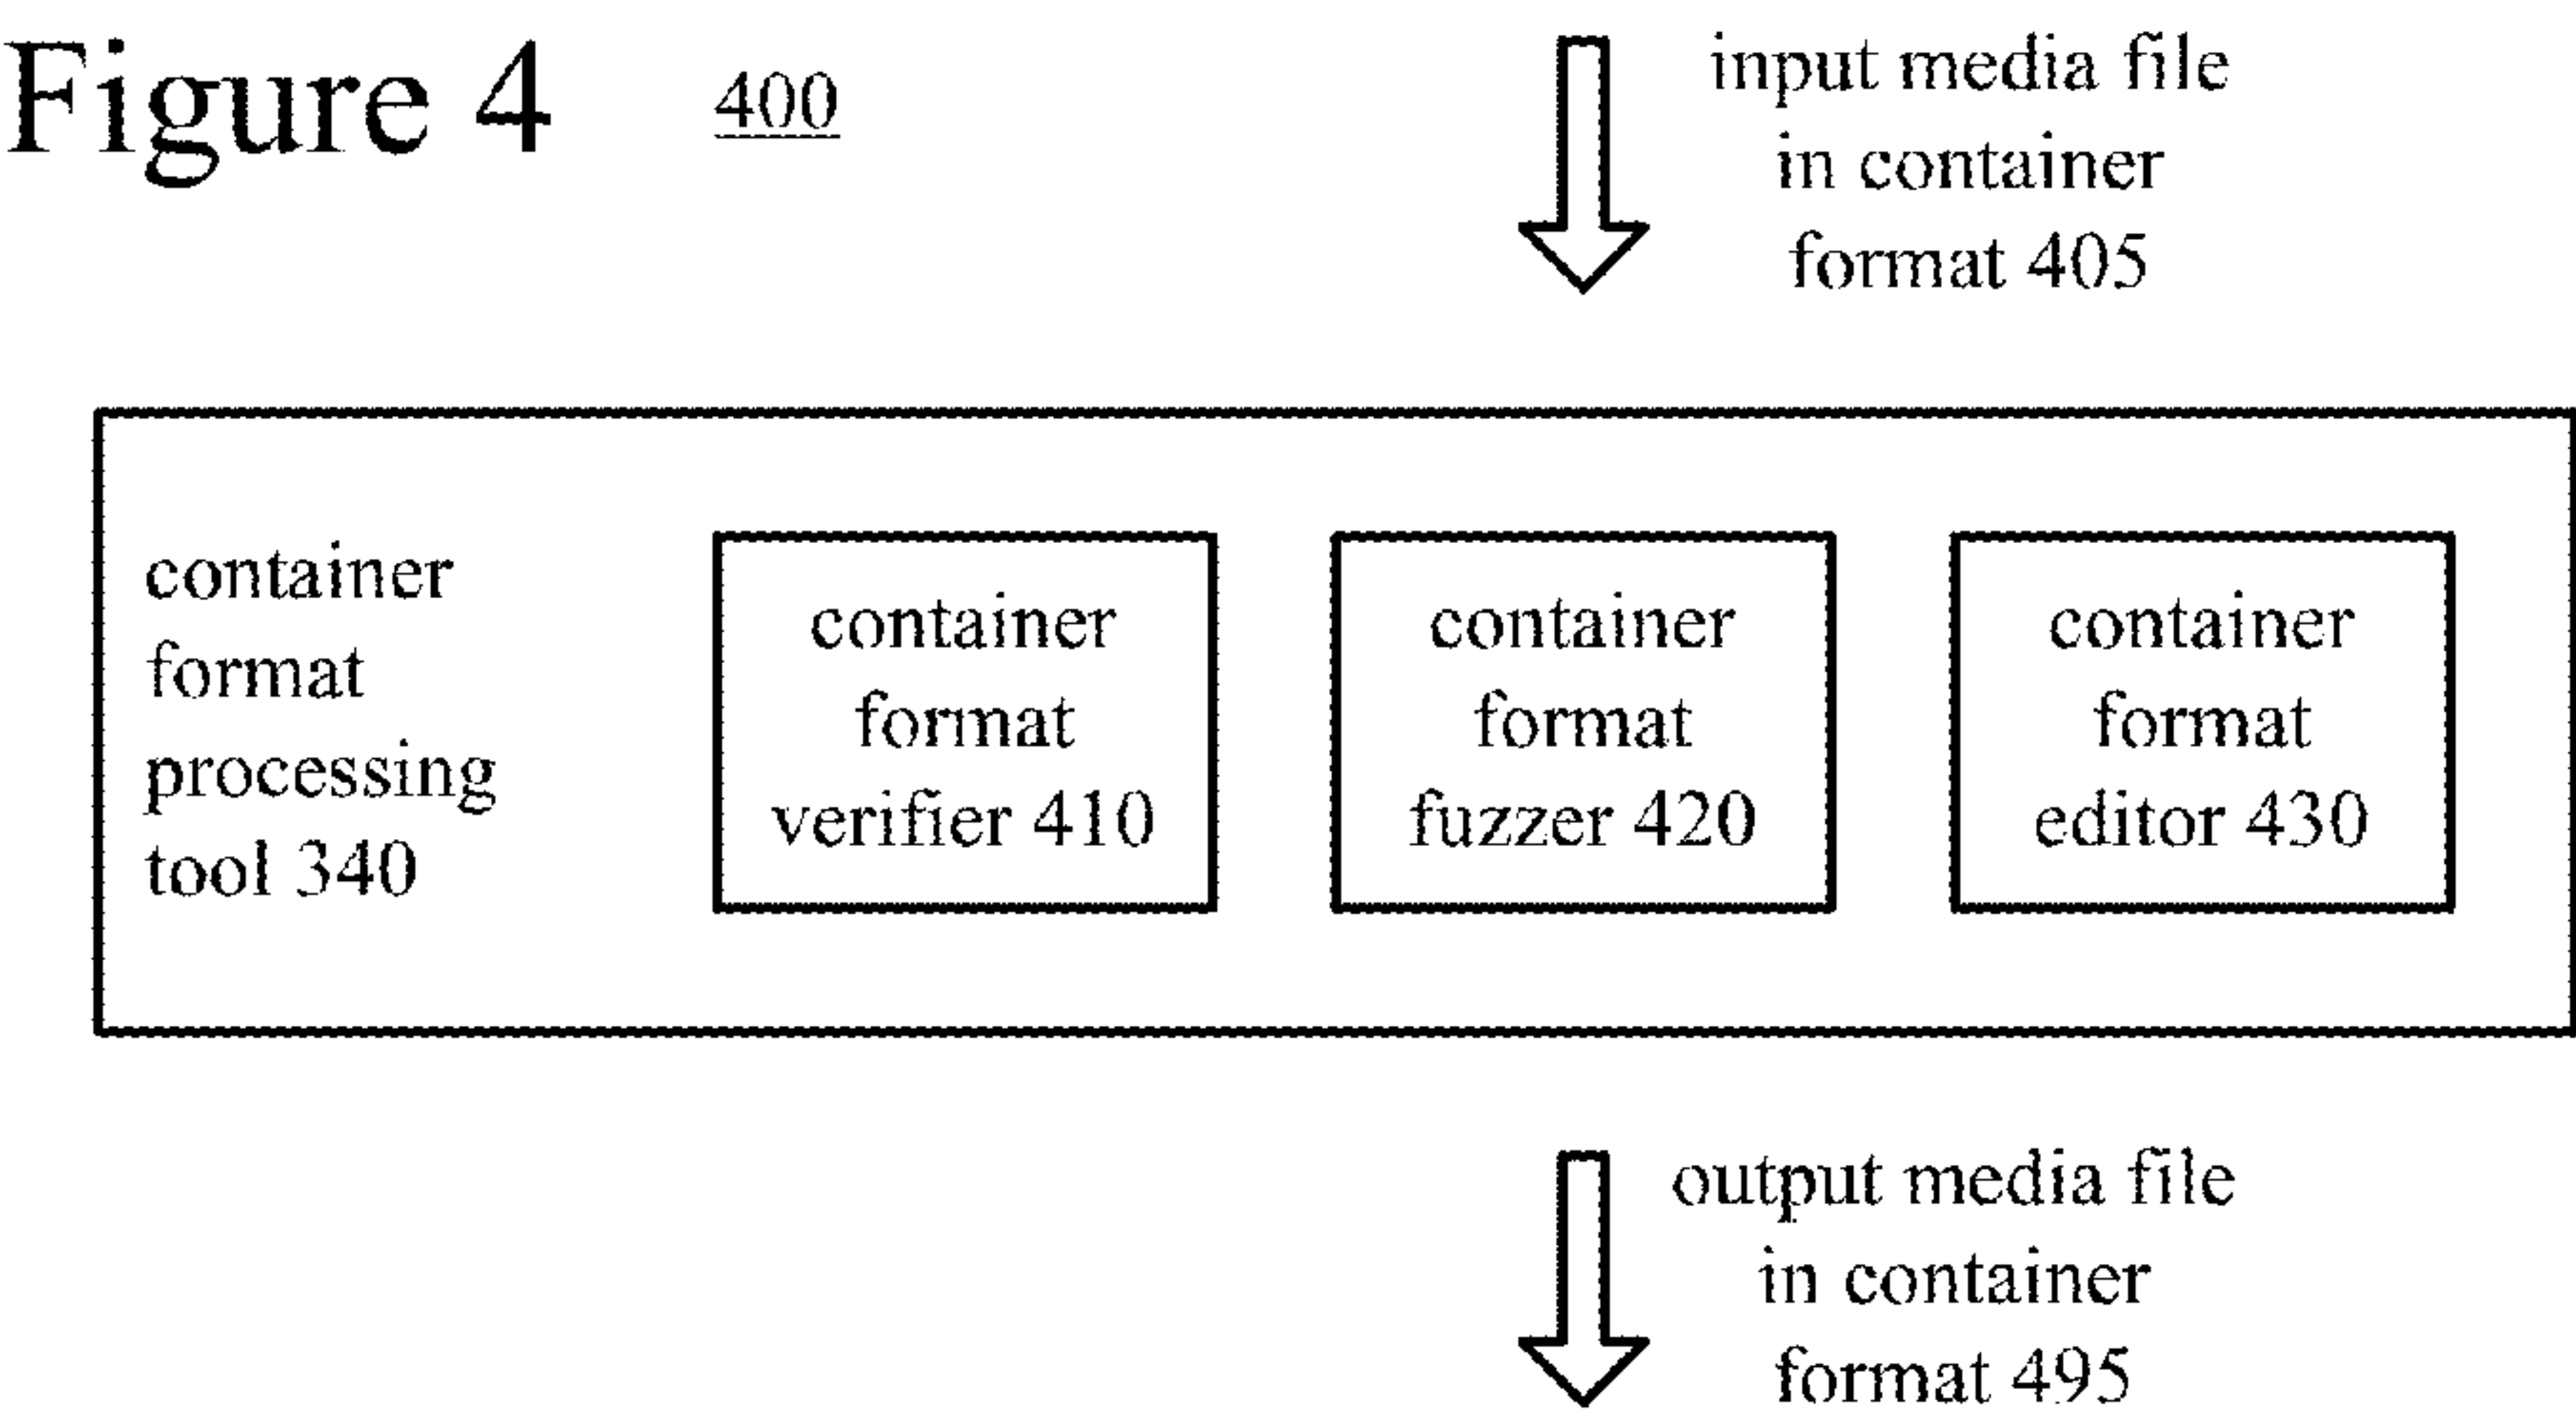 Figure 4 400
input media file
in container
format 405
container
format
processing
tool 340
container
format
verifier 410
container
format
fuzzer 420
container
format
editor 430
output media file
in container
format 495